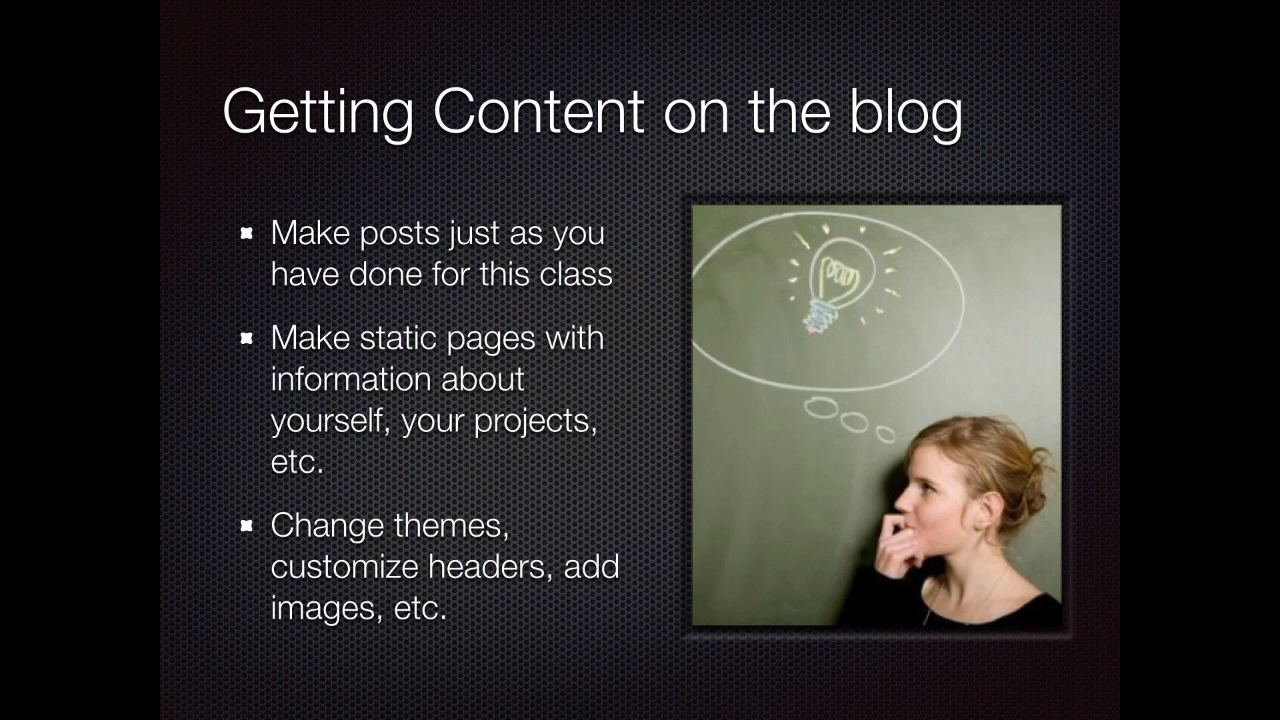 Getting Content on the blog
Make posts just as you
have done for this class
Make static pages with
information about
yourself, your projects,
etc.
Change themes,
customize headers, add
images, etc.